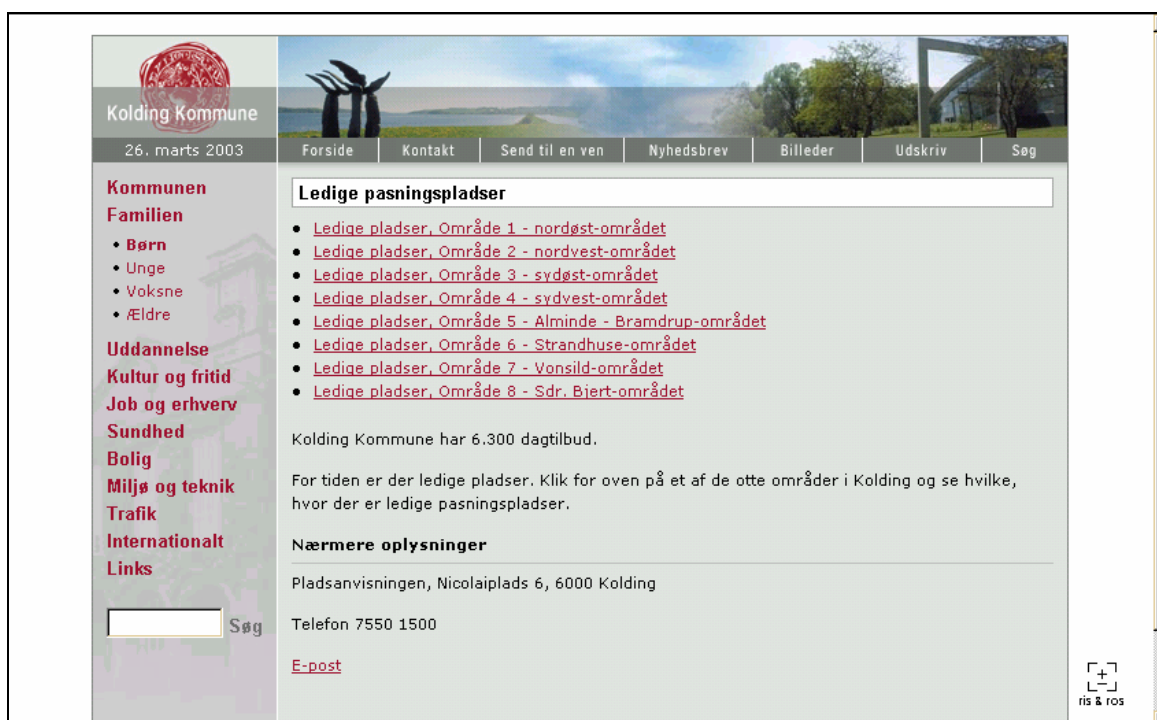 Kolding Kommune
26. marts 2003
Forside Kontakt Send til en ven Nyhedsbrev Billeder Udskriv Søg
Kommunen
Familien
• Børn
• Unge
• Voksne
• Ældre
Uddannelse
Kultur og fritid
Job og erhverv
Sundhed
Bolig
Miljø og teknik
Trafik
Internationalt
Links
Søg
Ledige pasningspladser
• Ledige pladser, Område 1 - nordøst-området
• Ledige pladser, Område 2 - nordvest-området
• Ledige pladser, Område 3 - sydøst-området
• Ledige pladser, Område 4 - sydvest-området
• Ledige pladser, Område 5 - Alminde - Bramdrup-området
• Ledige pladser, Område 6 - Strandhuse-området
• Ledige pladser, Område 7 - Vonsild-området
• Ledige pladser, Område 8 - Sdr. Bjert-området
Kolding Kommune har 6.300 dagtilbud.
For tiden er der ledige pladser. Klik for oven på et af de otte områder i Kolding og se hvilke,
hvor der er ledige pasningspladser.
Nærmere oplysninger
Pladsanvisningen, Nicolaiplads 6, 6000 Kolding
Telefon 7550 1500
E-post
ris & ros